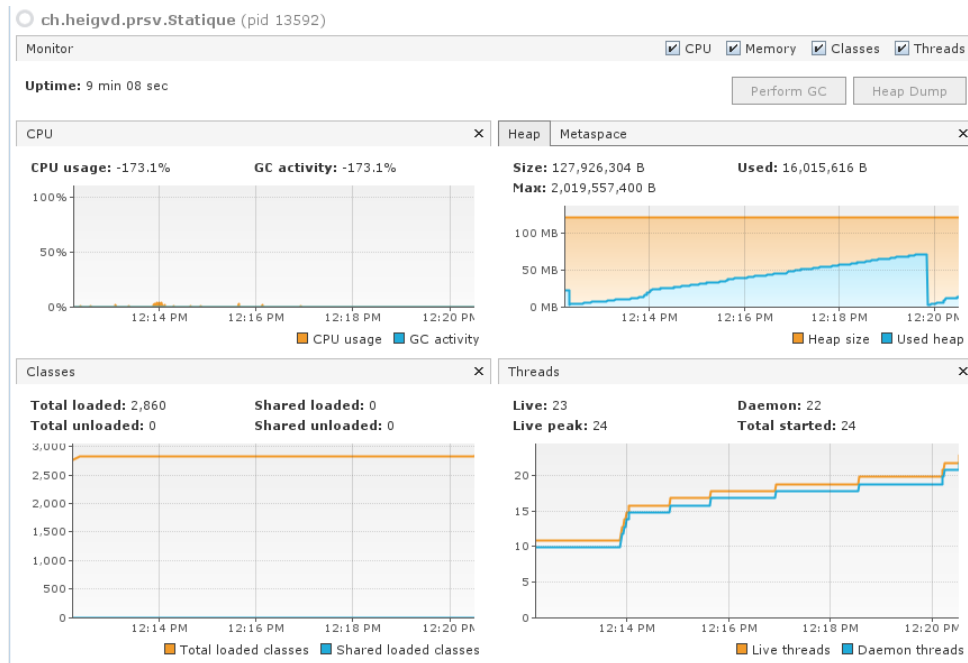 ch.heigvd.prsv.Statique (pid 13592)
Monitor
CPU Memory Classes Threads
Uptime: 9 min 08 sec
Perform GC Heap Dump
CPU
CPU usage: -173.1% GC activity: -173.1%
100%
50%
0%
12:14 PM 12:16 PM 12:18 PM 12:20 PM
CPU usage GC activity
Heap Metaspace
Size: 127,926,304 B Used: 16,015,616 B
Max: 2,019,557,400 B
100 MB
50 MB
0 MB
12:14 PM 12:16 PM 12:18 PM 12:20 PM
Heap size Used heap
Classes
Total loaded: 2,860 Shared loaded: 0
Total unloaded: 0 Shared unloaded: 0
3,000
2,500
2,000
1,500
1,000
500
0
12:14 PM 12:16 PM 12:18 PM 12:20 PM
Total loaded classes Shared loaded classes
Threads
Live: 23 Daemon: 22
Live peak: 24 Total started: 24
20
15
10
5
0
12:14 PM 12:16 PM 12:18 PM 12:20 PM
Live threads Daemon threads